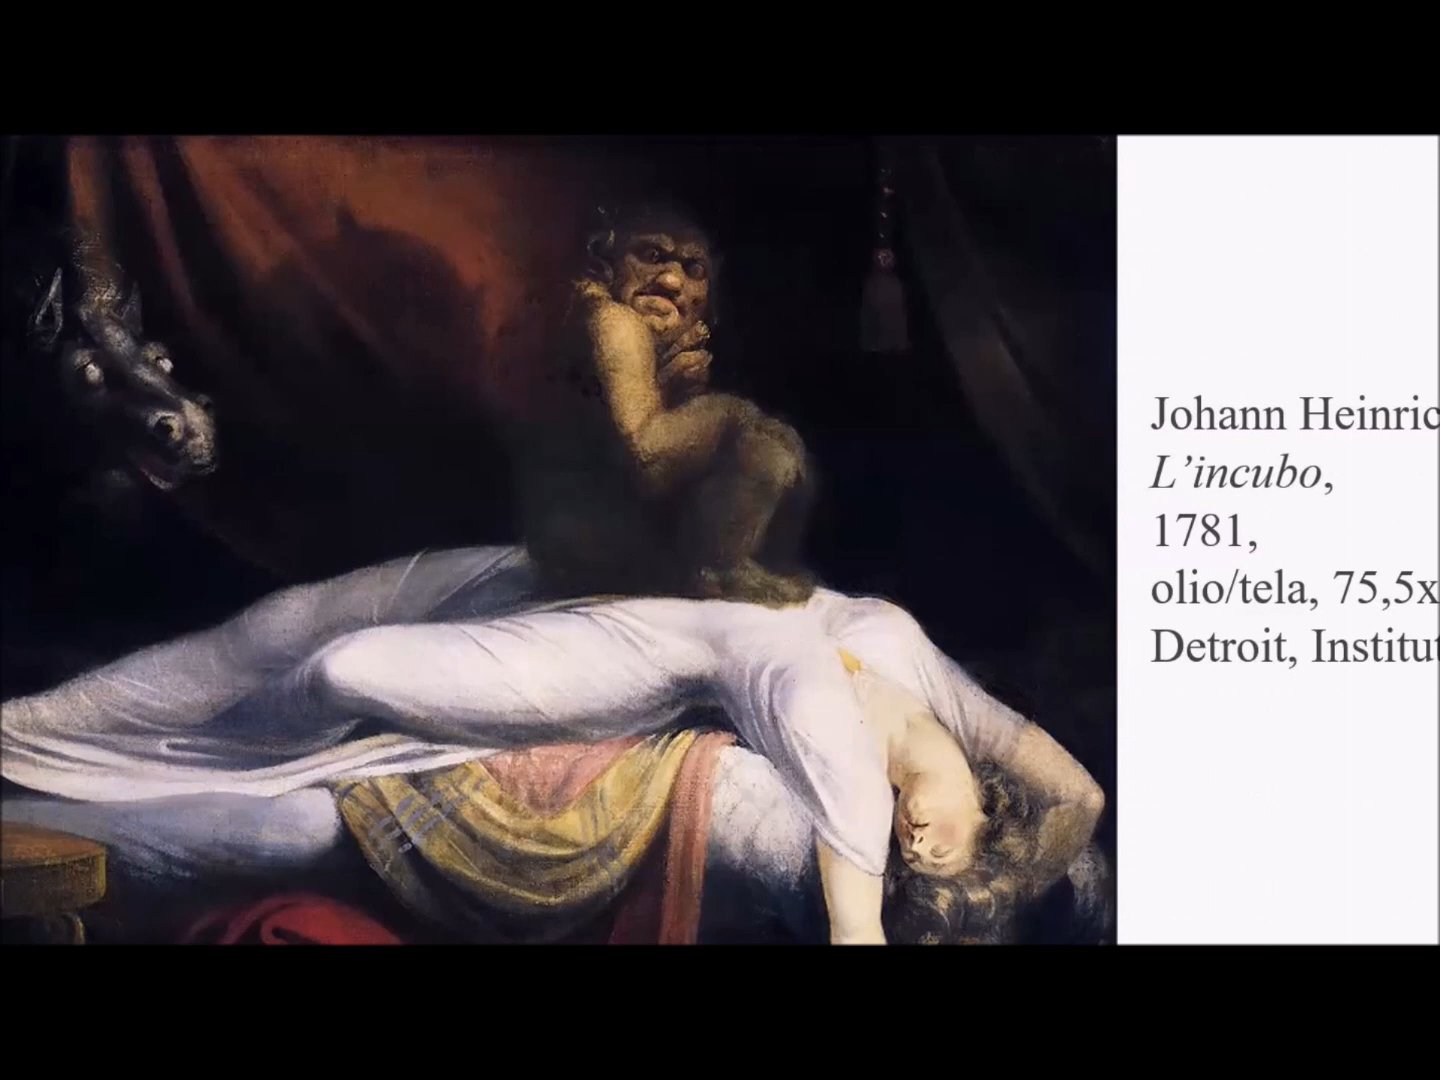 Johann Heinric
L’incubo,
1781,
olio/tela, 75,5x
Detroit, Institut